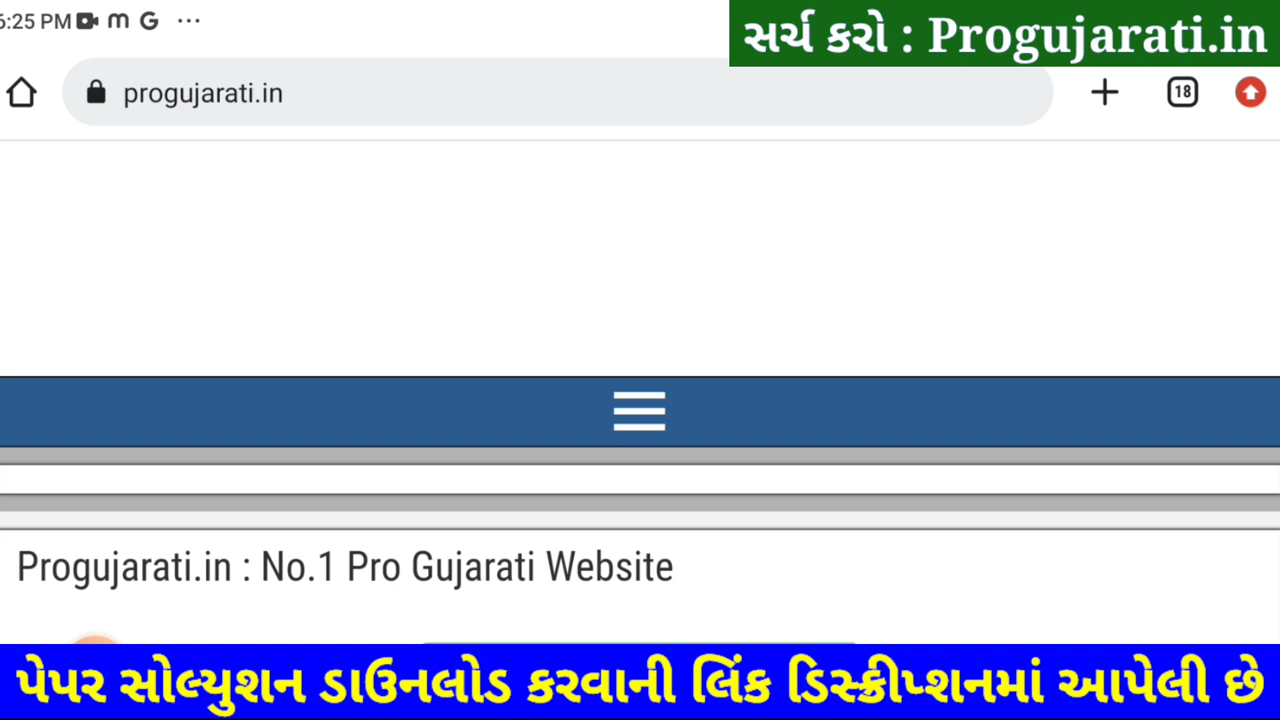 6:25 PM
સર્ચ કરો : Progujarati.in
progujarati.in
18
Progujarati.in : No.1 Pro Gujarati Website
પેપર સોલ્યુશન ડાઉનલોડ કરવાની લિંક ડિસ્ક્રીપ્શનમાં આપેલી છે